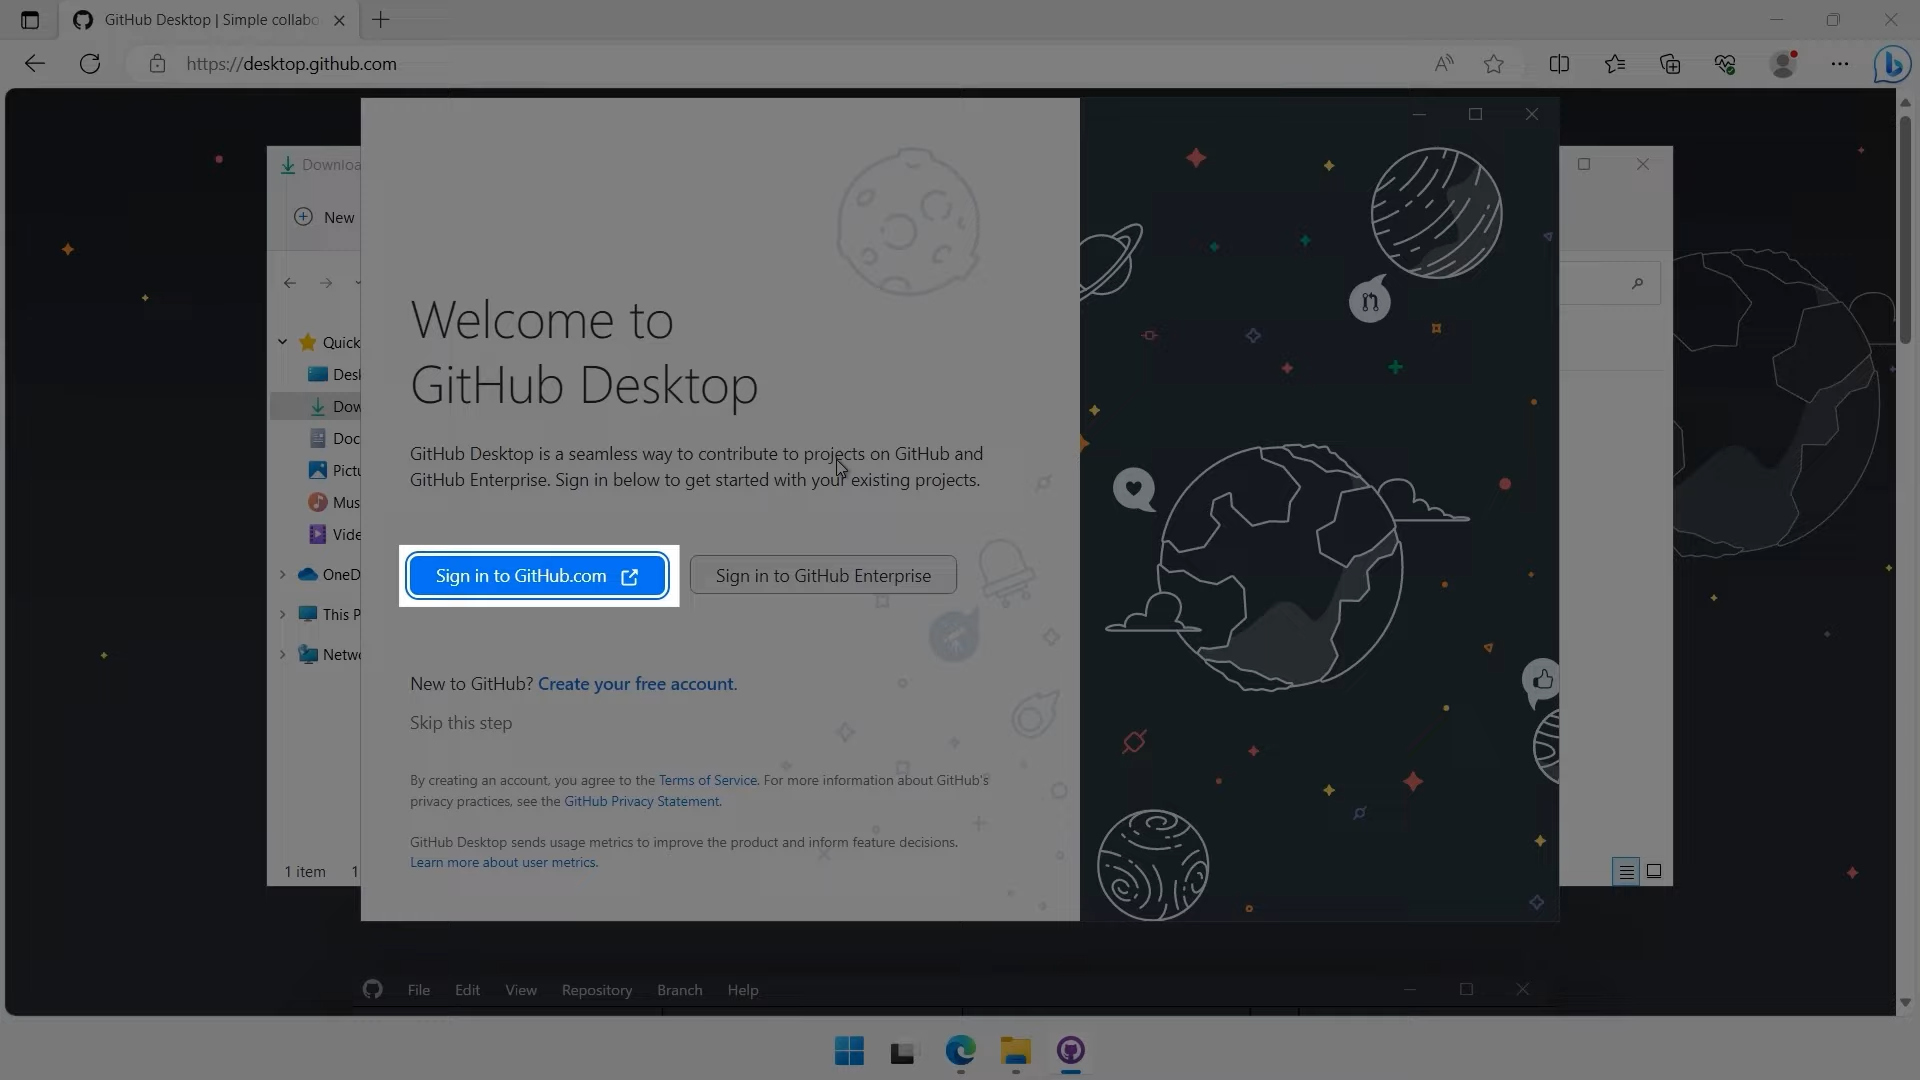 GitHub Desktop | Simple collabo
https://desktop.github.com
Downloa
New
Quick
Desk
Dow
Doc
Pictu
Mus
Vide
OneD
This P
Netwo
1 item
1
Welcome to
GitHub Desktop
GitHub Desktop is a seamless way to contribute to projects on GitHub and
GitHub Enterprise. Sign in below to get started with your existing projects.
Sign in to GitHub.com
Sign in to GitHub Enterprise
New to GitHub? Create your free account.
Skip this step
By creating an account, you agree to the Terms of Service. For more information about GitHub's
privacy practices, see the GitHub Privacy Statement.
GitHub Desktop sends usage metrics to improve the product and inform feature decisions.
Learn more about user metrics.
File Edit View Repository Branch Help